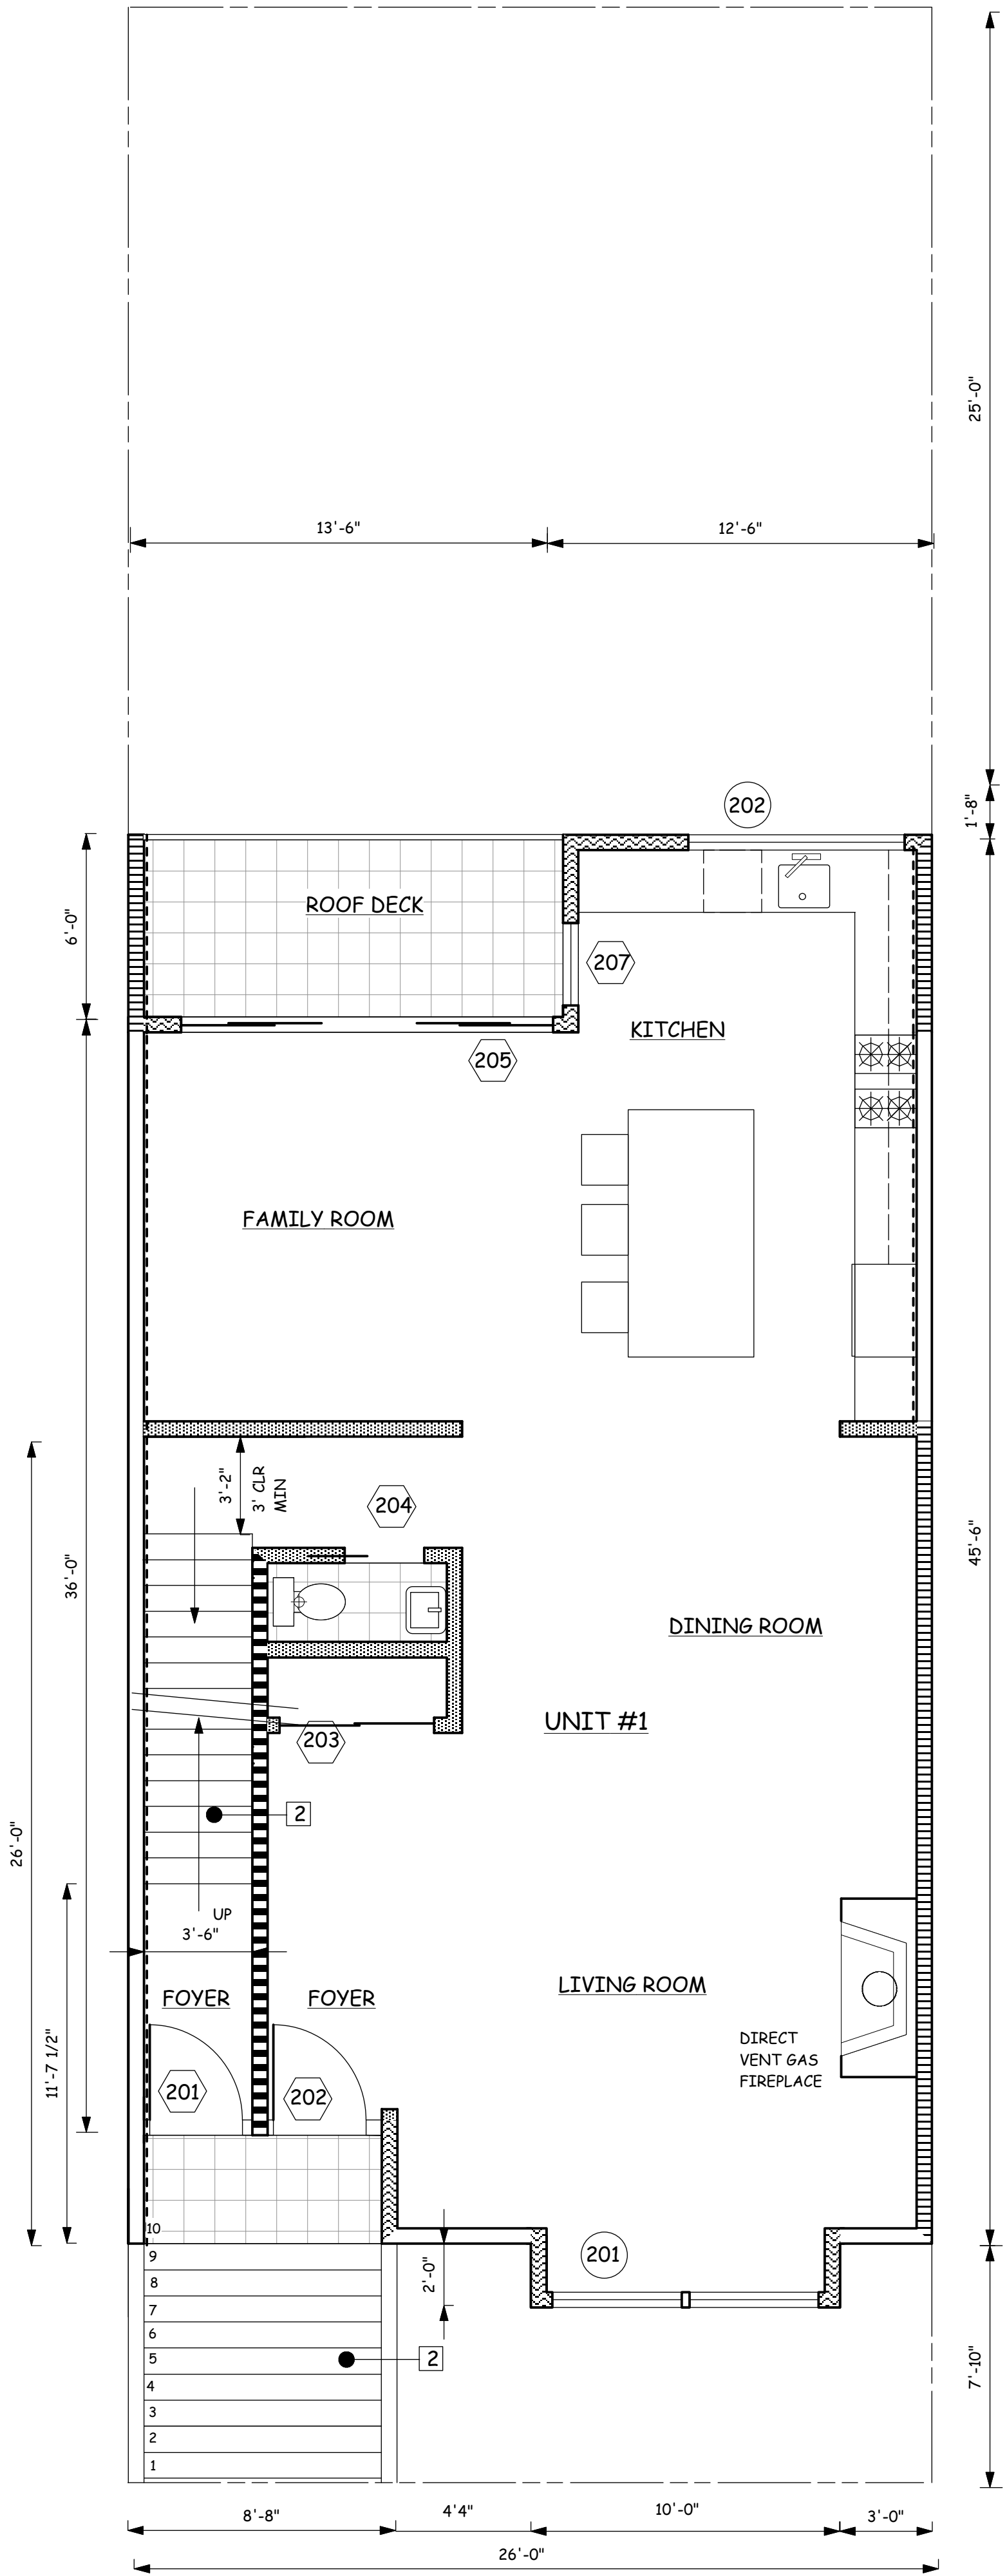 25'-0"
13'-6"
12'-6"
202
1'-8"
ROOF DECK
6'-0"
207
KITCHEN
205
FAMILY ROOM
3'-2"
3' CLR
MIN
204
45'-6"
36'-0"
DINING ROOM
UNIT #1
203
2
26'-0"
UP
3'-6"
FOYER
FOYER
LIVING ROOM
DIRECT
VENT GAS
FIREPLACE
11'-7 1/2"
201
202
10
9
201
2'-0"
8
7
6
5
2
4
3
2
1
7'-10"
8'-8"
4'4"
10'-0"
3'-0"
26'-0"